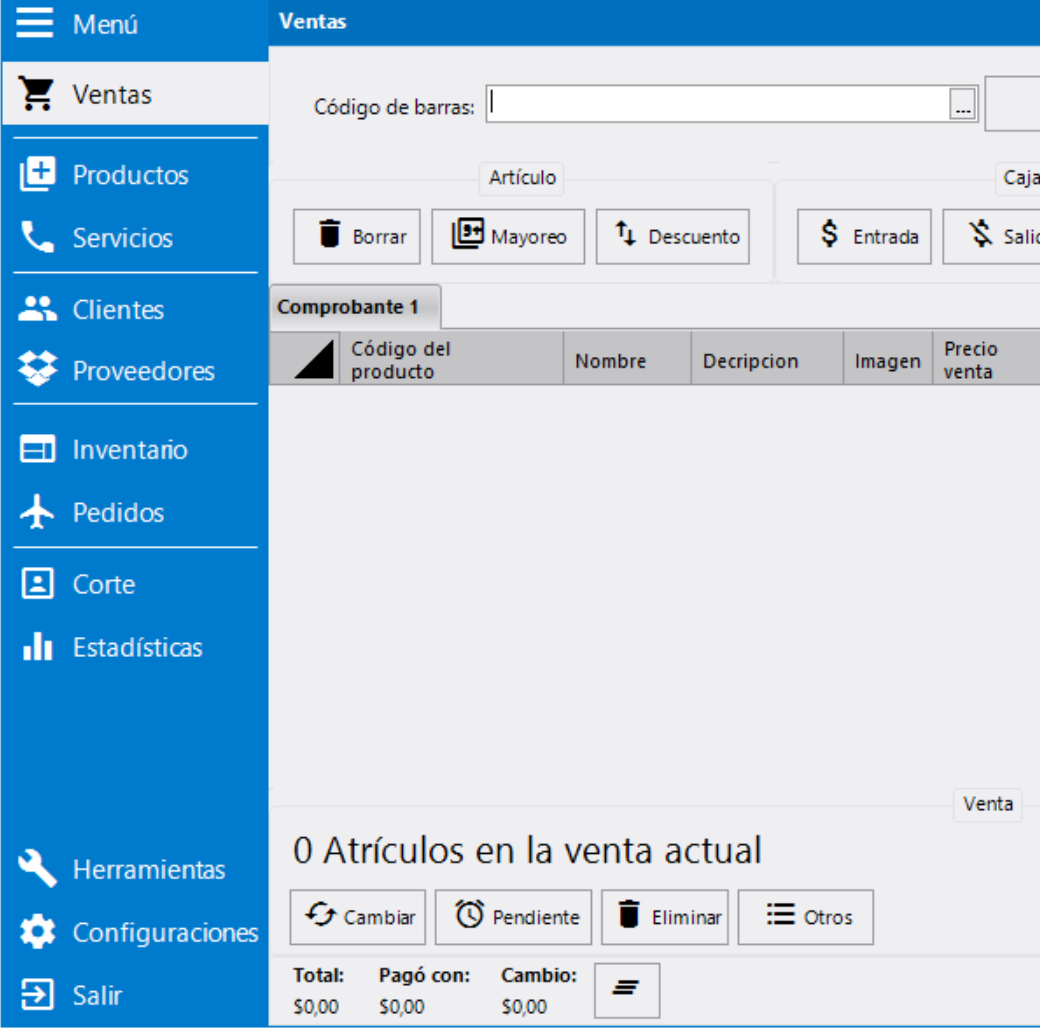 Menú
Ventas
Productos
Servicios
Clientes
Proveedores
Inventario
Pedidos
Corte
Estadísticas
Herramientas
Configuraciones
Salir
Ventas
Código de barras:
...
Artículo
Caja
Borrar
9+ Mayoreo
Descuento
$ Entrada
Comprobante 1
Código del
producto
Nombre
Decripcion
Imagen
Precio
venta
Venta
0 Atrículos en la venta actual
Cambiar
Pendiente
Eliminar
Otros
Total: Pagó con: Cambio:
$0,00 $0,00 $0,00